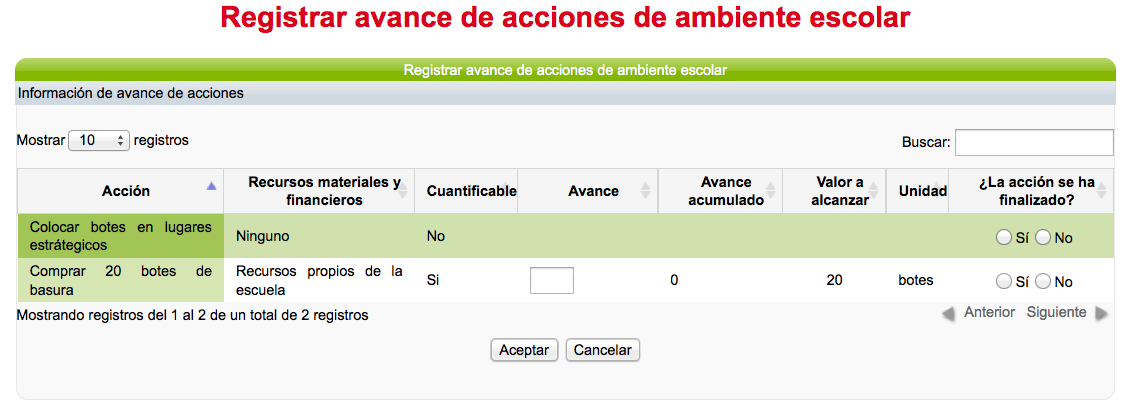 Registrar avance de acciones de ambiente escolar
Registrar avance de acciones de ambiente escolar
Información de avance de acciones
Mostrar 10 registros Buscar:
Acción Recursos materiales y financieros Cuantificable Avance Avance acumulado Valor a alcanzar Unidad ¿La acción se ha finalizado?
Colocar botes en lugares estrátegicos Ninguno No Sí No
Comprar 20 botes de basura Recursos propios de la escuela Si 0 20 botes Sí No
Mostrando registros del 1 al 2 de un total de 2 registros Anterior Siguiente
Aceptar Cancelar